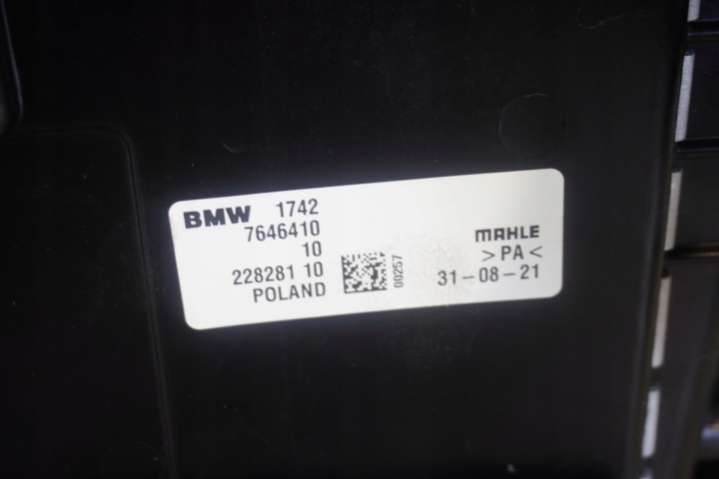 BMW 1742
7646410
10
228281 10
POLAND
00257
MAHLE
>PA<
31-08-21